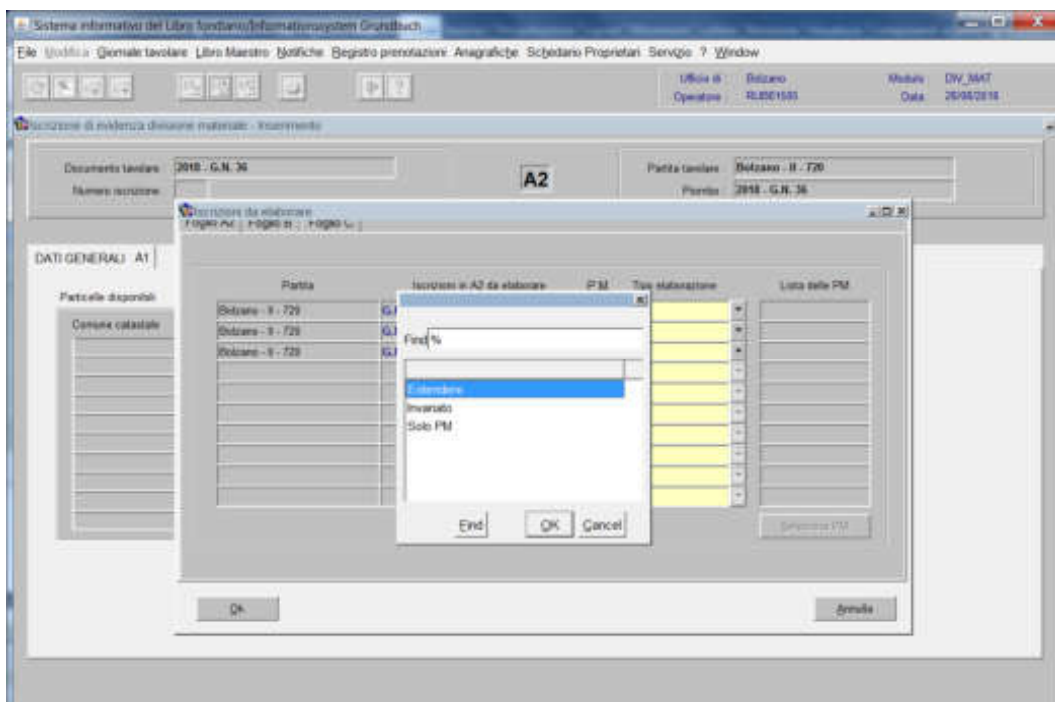 Sistema informativo del Libro fondiario/Informationssystem Grundbuch
File Modifica Giornale tavolare Libro Maestro Notifiche Registro prenotazioni Anagrafiche Schedario Proprietari Servizio ? Window
Ufficio di Bolzano Modulo DIV_MAT
Operatore Data
Iscrizione di evidenza divisione materiale - Inserimento
Documento tavolare 2018 - G.N. 36 A2 Partita tavolare Bolzano - II - 720
Numero iscrizione Piombo 2018 - G.N. 36
Iscrizioni da elaborare
Foglio A2 Foglio B Foglio C
DATI GENERALI A1
Partita Iscrizioni in A2 da elaborare P.M. Tipo elaborazione Lista delle PM
Particelle disponibili
Comune catastale
Bolzano - II - 720
Bolzano - II - 720
Bolzano - II - 720
Find %
Estendere
Invariato
Solo PM
Find OK Cancel
Seleziona PM
Ok Annulla